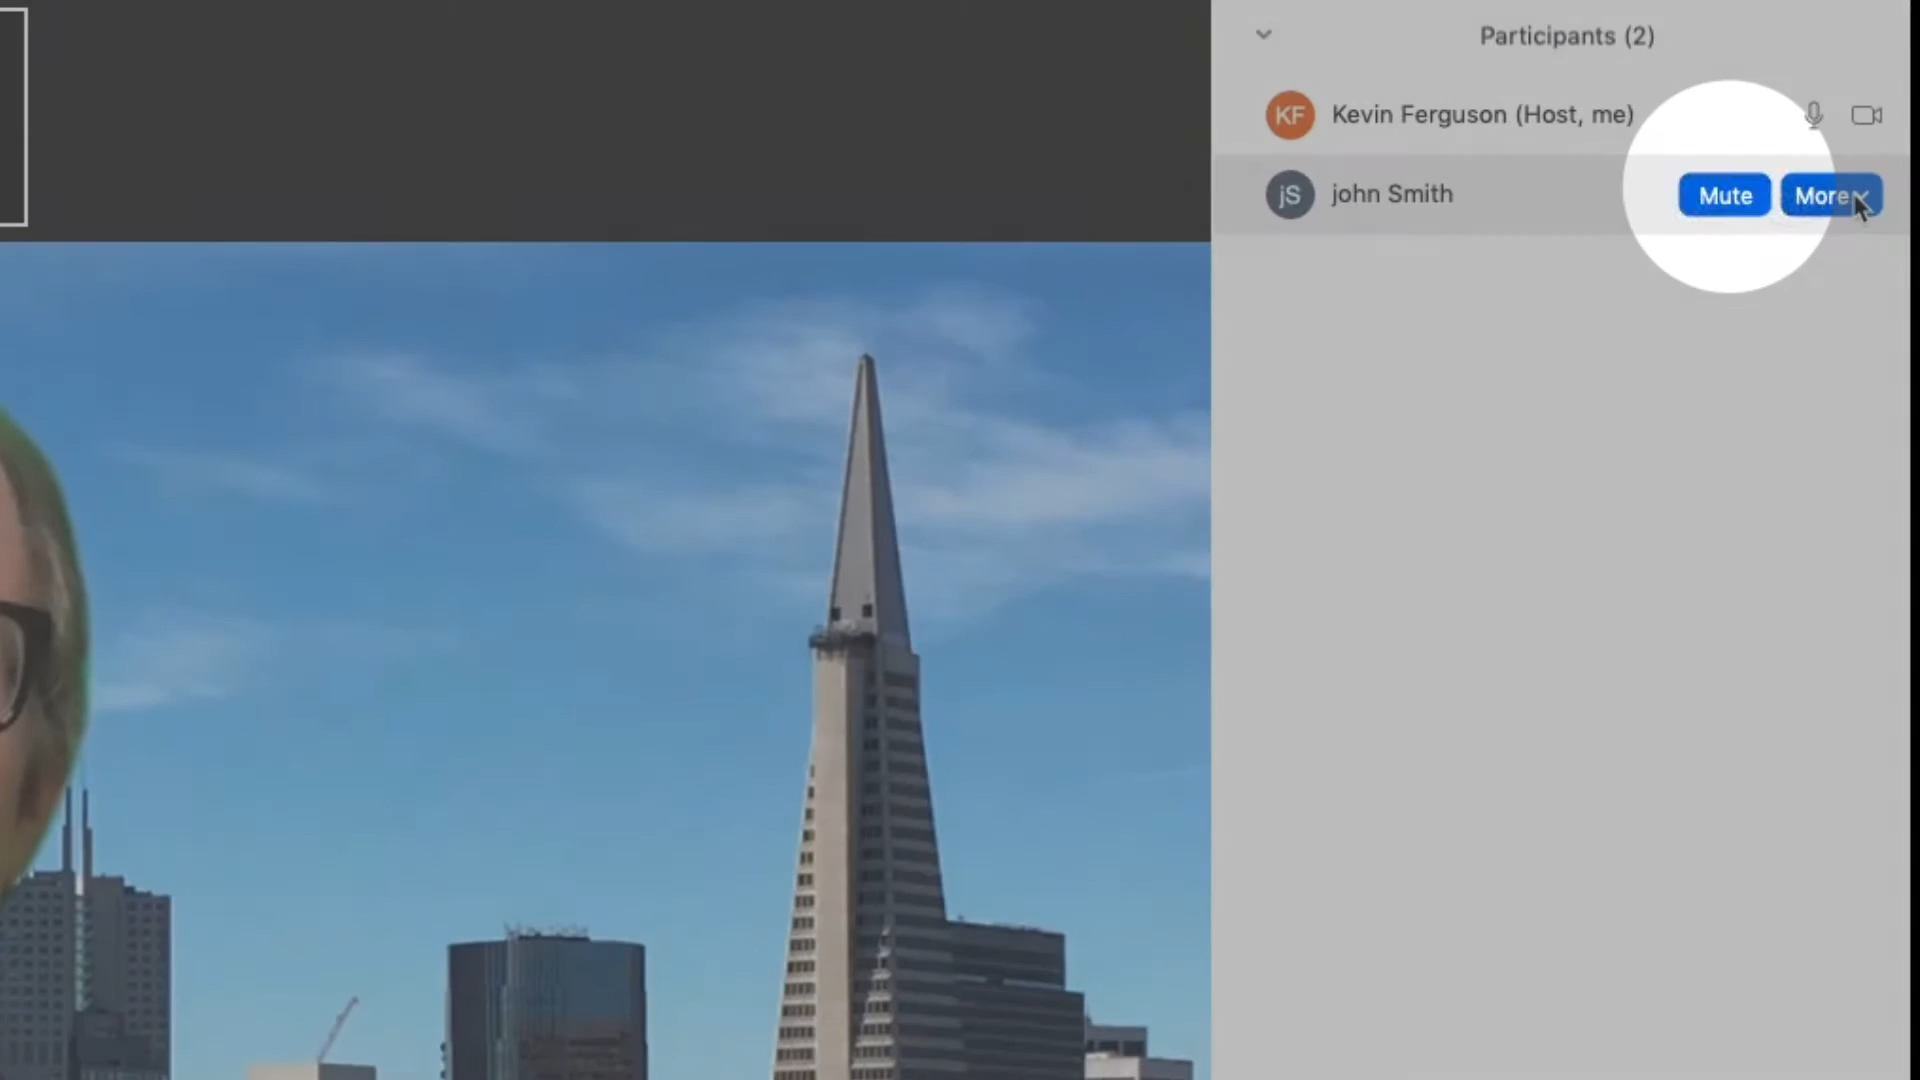 Participants (2)
KF Kevin Ferguson (Host, me)
jS john Smith Mute More